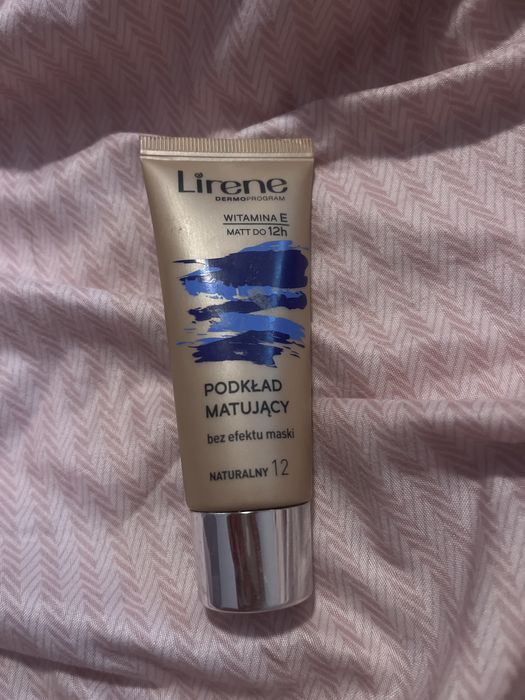 Lirene
DERMOPROGRAM
WITAMINA E
MATT DO 12h
PODKŁAD
MATUJĄCY
bez efektu maski
NATURALNY 12